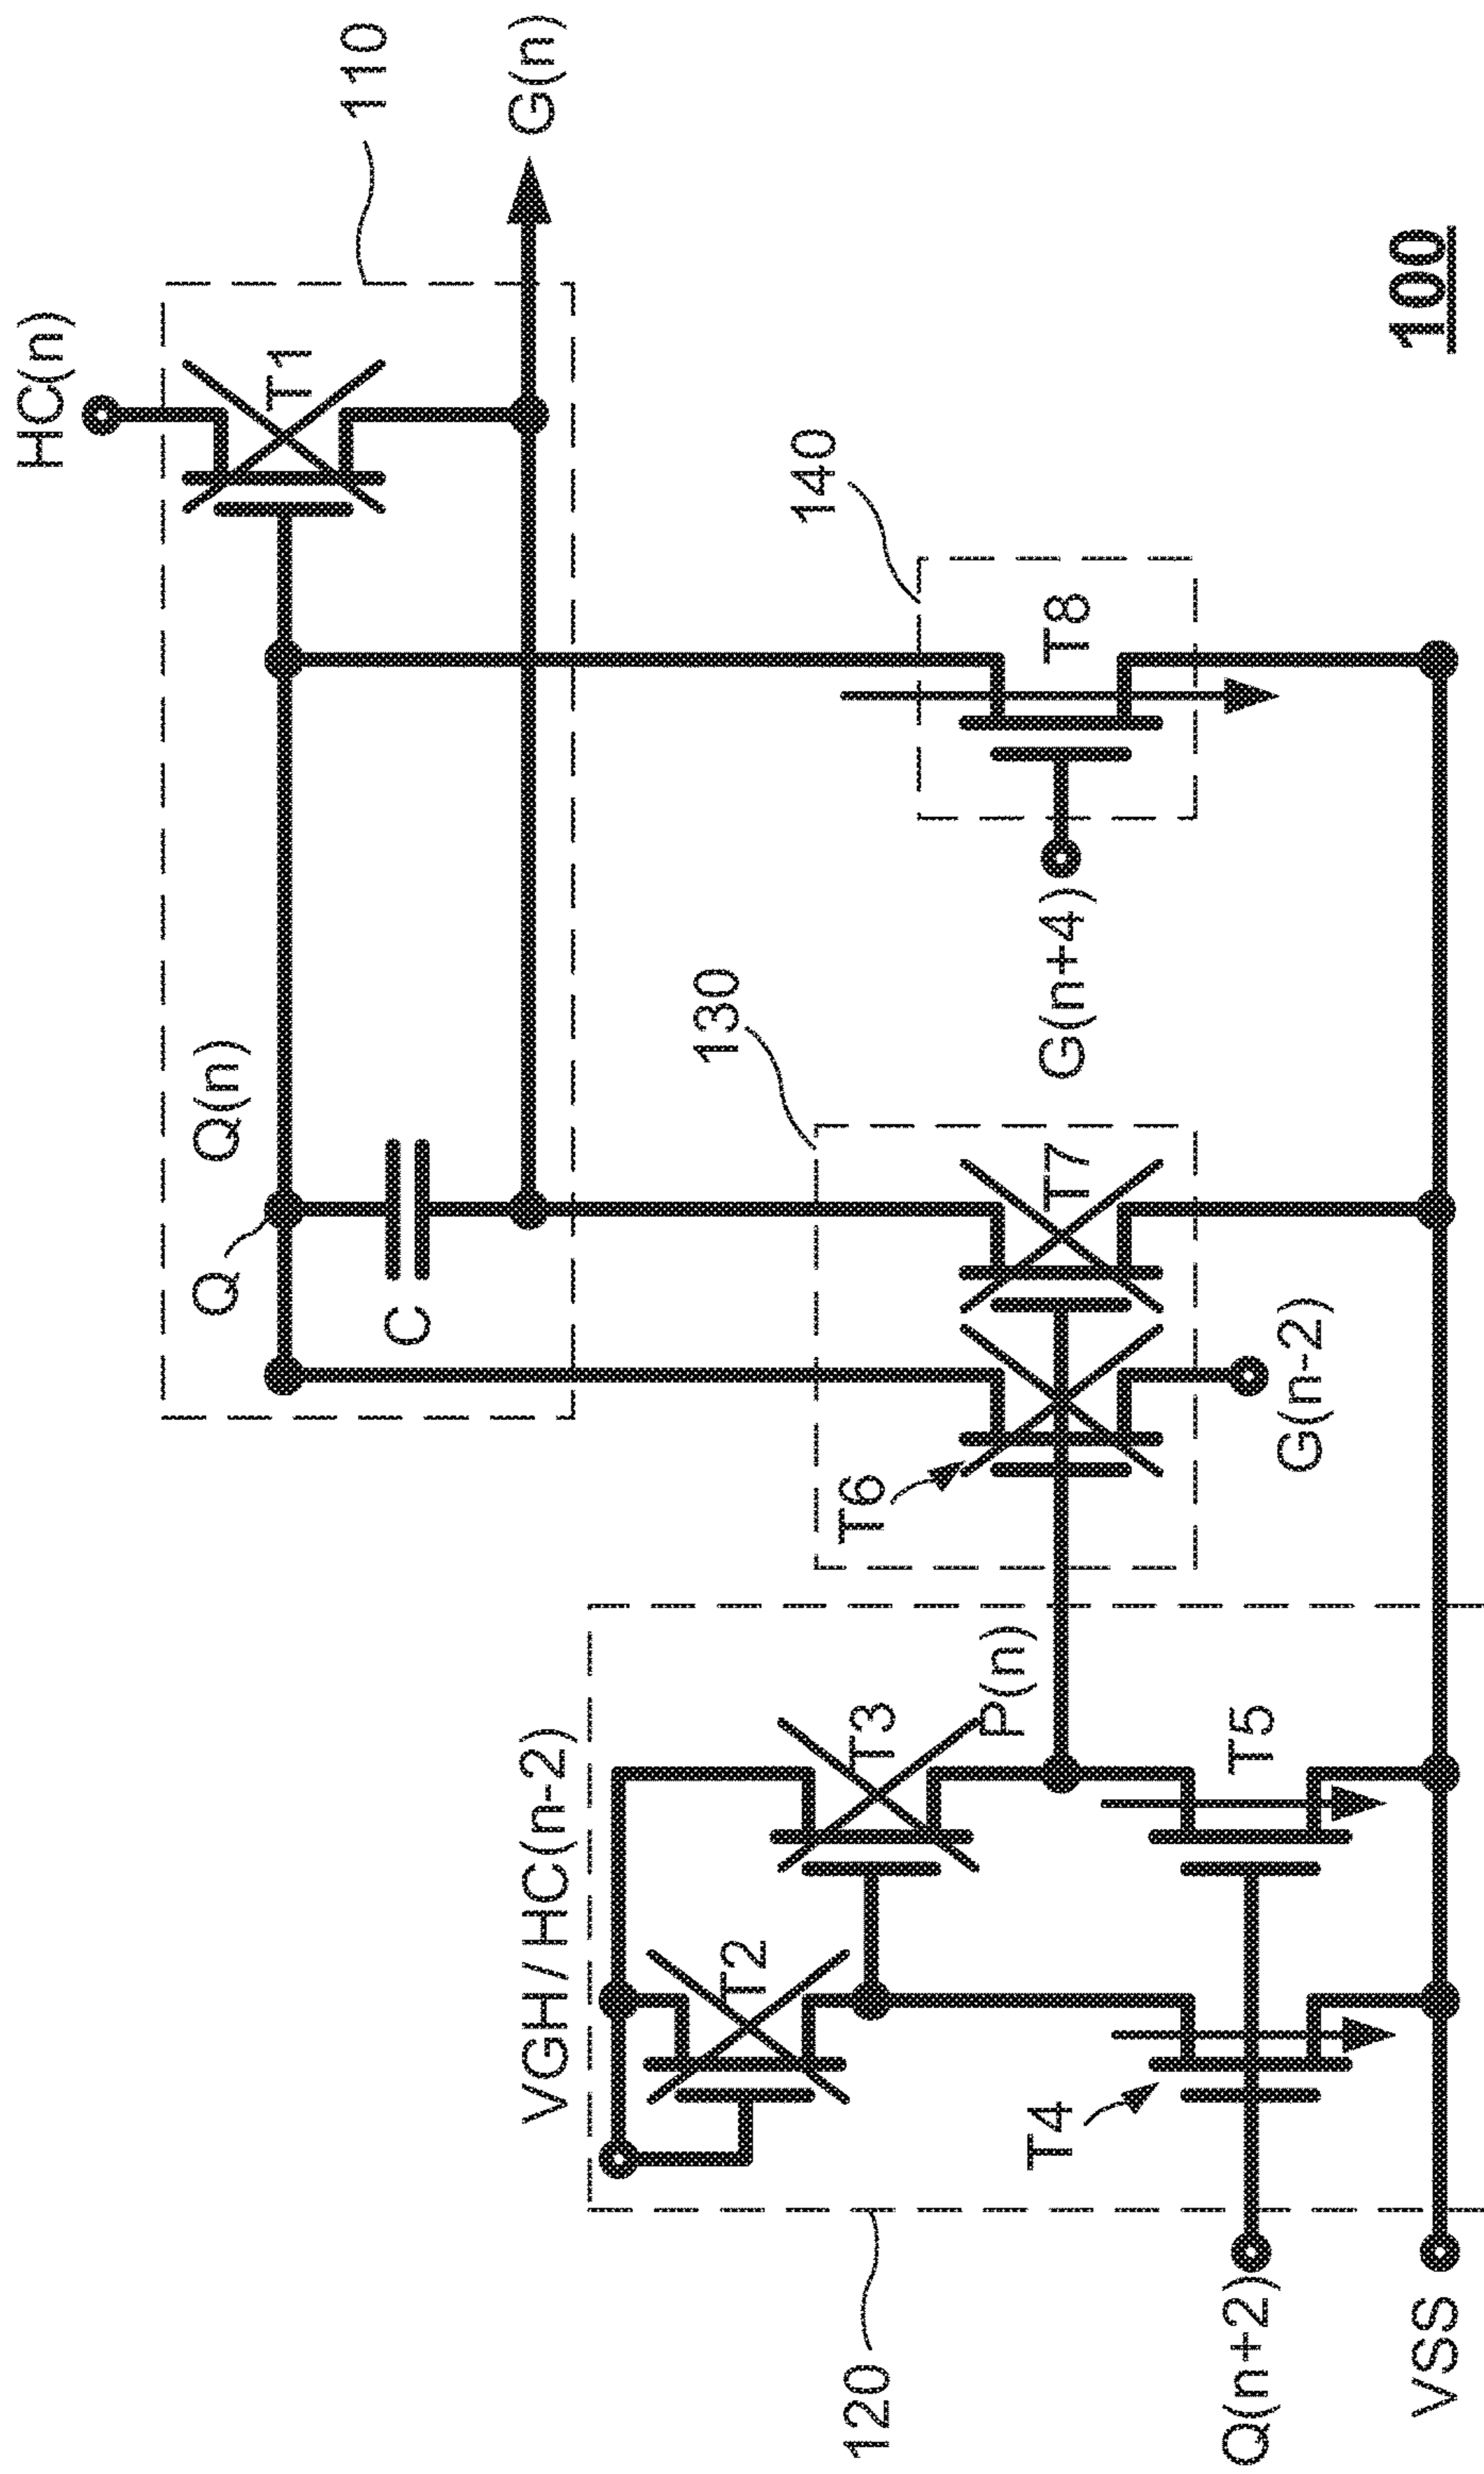 HC(n)
110
T1
G(n)
Q
Q(n)
C
140
T8
G(n+4)
130
T6
T7
G(n-2)
VGH/HC(n-2)
T2
T3
P(n)
T4
T5
120
Q(n+2)
VSS
100